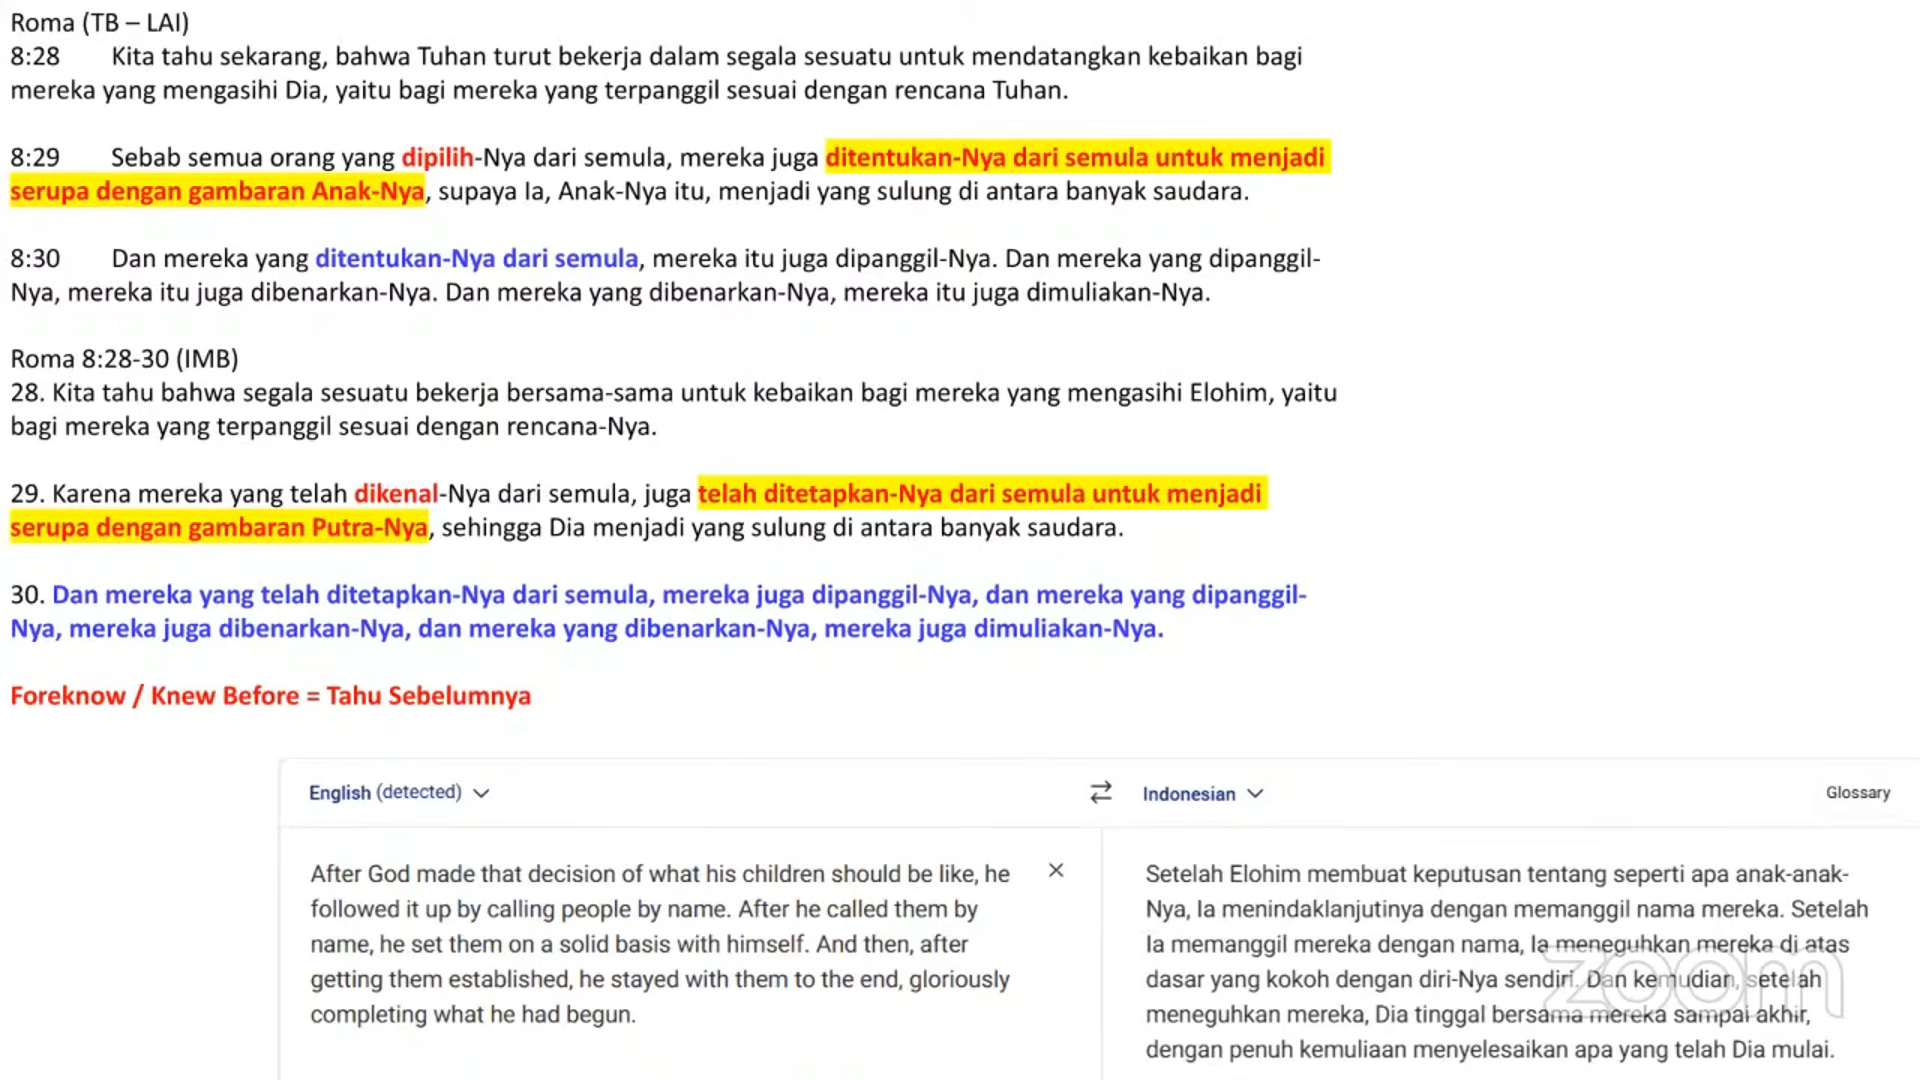 Roma (TB – LAI)
8:28 Kita tahu sekarang, bahwa Tuhan turut bekerja dalam segala sesuatu untuk mendatangkan kebaikan bagi
mereka yang mengasihi Dia, yaitu bagi mereka yang terpanggil sesuai dengan rencana Tuhan.
8:29 Sebab semua orang yang dipilih-Nya dari semula, mereka juga ditentukan-Nya dari semula untuk menjadi
serupa dengan gambaran Anak-Nya, supaya Ia, Anak-Nya itu, menjadi yang sulung di antara banyak saudara.
8:30 Dan mereka yang ditentukan-Nya dari semula, mereka itu juga dipanggil-Nya. Dan mereka yang dipanggil-
Nya, mereka itu juga dibenarkan-Nya. Dan mereka yang dibenarkan-Nya, mereka itu juga dimuliakan-Nya.
Roma 8:28-30 (IMB)
28. Kita tahu bahwa segala sesuatu bekerja bersama-sama untuk kebaikan bagi mereka yang mengasihi Elohim, yaitu
bagi mereka yang terpanggil sesuai dengan rencana-Nya.
29. Karena mereka yang telah dikenal-Nya dari semula, juga telah ditetapkan-Nya dari semula untuk menjadi
serupa dengan gambaran Putra-Nya, sehingga Dia menjadi yang sulung di antara banyak saudara.
30. Dan mereka yang telah ditetapkan-Nya dari semula, mereka juga dipanggil-Nya, dan mereka yang dipanggil-
Nya, mereka juga dibenarkan-Nya, dan mereka yang dibenarkan-Nya, mereka juga dimuliakan-Nya.
Foreknow / Knew Before = Tahu Sebelumnya
English (detected)
After God made that decision of what his children should be like, he
followed it up by calling people by name. After he called them by
name, he set them on a solid basis with himself. And then, after
getting them established, he stayed with them to the end, gloriously
completing what he had begun.
Indonesian
Glossary
Setelah Elohim membuat keputusan tentang seperti apa anak-anak-
Nya, Ia menindaklanjutinya dengan memanggil nama mereka. Setelah
Ia memanggil mereka dengan nama, Ia meneguhkan mereka di atas
dasar yang kokoh dengan diri-Nya sendiri. Dan kemudian, setelah
meneguhkan mereka, Dia tinggal bersama mereka sampai akhir,
dengan penuh kemuliaan menyelesaikan apa yang telah Dia mulai.
zoom